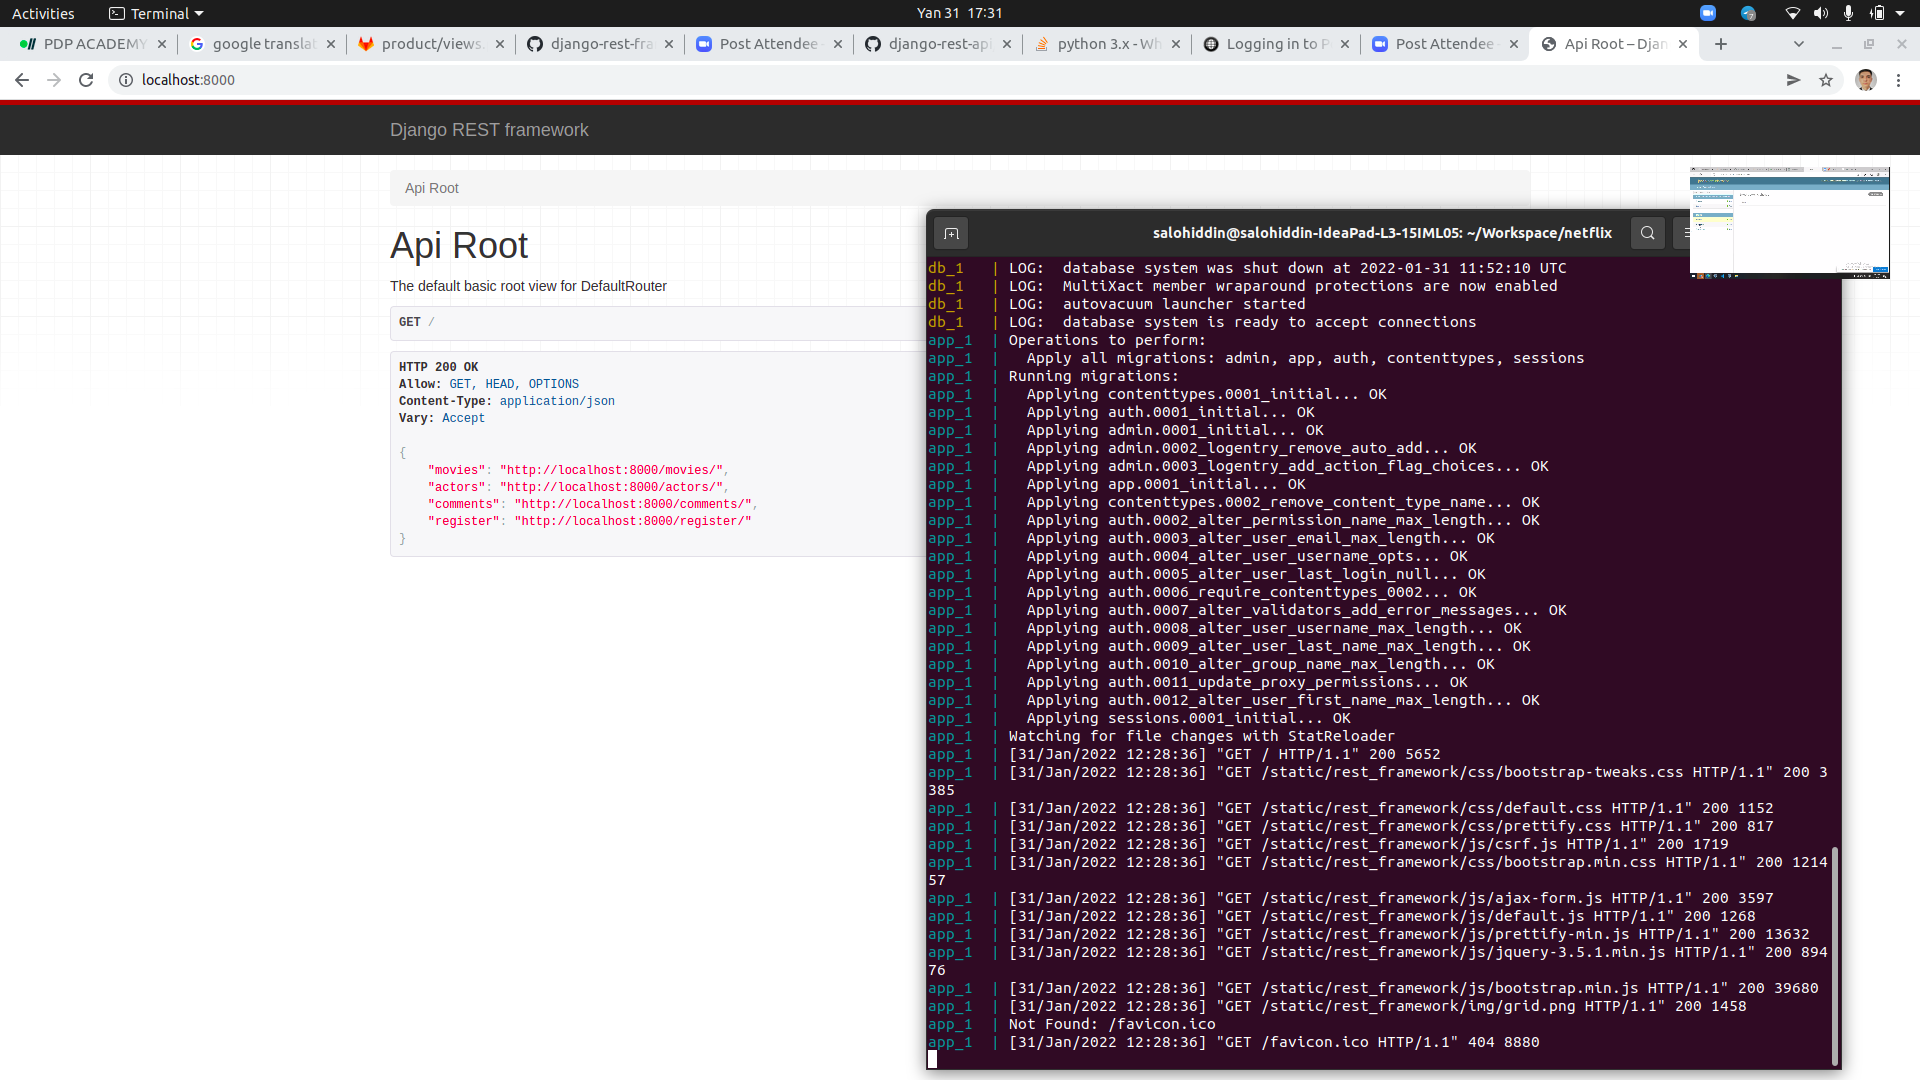 Activities
Terminal
Yan 31 17:31
PDP ACADEMY
google translat
product/views.
django-rest-fra
Post Attendee
django-rest-api
python 3.x - Wh
Logging in to P
Post Attendee
Api Root – Djan
localhost:8000
Django REST framework
Api Root
Api Root
The default basic root view for DefaultRouter
GET /
HTTP 200 OK
Allow: GET, HEAD, OPTIONS
Content-Type: application/json
Vary: Accept
{
"movies": "http://localhost:8000/movies/",
"actors": "http://localhost:8000/actors/",
"comments": "http://localhost:8000/comments/",
"register": "http://localhost:8000/register/"
}
salohiddin@salohiddin-IdeaPad-L3-15IML05: ~/Workspace/netflix
db_1 | LOG: database system was shut down at 2022-01-31 11:52:10 UTC
db_1 | LOG: MultiXact member wraparound protections are now enabled
db_1 | LOG: autovacuum launcher started
db_1 | LOG: database system is ready to accept connections
app_1 | Operations to perform:
app_1 | Apply all migrations: admin, app, auth, contenttypes, sessions
app_1 | Running migrations:
app_1 | Applying contenttypes.0001_initial... OK
app_1 | Applying auth.0001_initial... OK
app_1 | Applying admin.0001_initial... OK
app_1 | Applying admin.0002_logentry_remove_auto_add... OK
app_1 | Applying admin.0003_logentry_add_action_flag_choices... OK
app_1 | Applying app.0001_initial... OK
app_1 | Applying contenttypes.0002_remove_content_type_name... OK
app_1 | Applying auth.0002_alter_permission_name_max_length... OK
app_1 | Applying auth.0003_alter_user_email_max_length... OK
app_1 | Applying auth.0004_alter_user_username_opts... OK
app_1 | Applying auth.0005_alter_user_last_login_null... OK
app_1 | Applying auth.0006_require_contenttypes_0002... OK
app_1 | Applying auth.0007_alter_validators_add_error_messages... OK
app_1 | Applying auth.0008_alter_user_username_max_length... OK
app_1 | Applying auth.0009_alter_user_last_name_max_length... OK
app_1 | Applying auth.0010_alter_group_name_max_length... OK
app_1 | Applying auth.0011_update_proxy_permissions... OK
app_1 | Applying auth.0012_alter_user_first_name_max_length... OK
app_1 | Applying sessions.0001_initial... OK
app_1 | Watching for file changes with StatReloader
app_1 | [31/Jan/2022 12:28:36] "GET / HTTP/1.1" 200 5652
app_1 | [31/Jan/2022 12:28:36] "GET /static/rest_framework/css/bootstrap-tweaks.css HTTP/1.1" 200 3
385
app_1 | [31/Jan/2022 12:28:36] "GET /static/rest_framework/css/default.css HTTP/1.1" 200 1152
app_1 | [31/Jan/2022 12:28:36] "GET /static/rest_framework/css/prettify.css HTTP/1.1" 200 817
app_1 | [31/Jan/2022 12:28:36] "GET /static/rest_framework/js/csrf.js HTTP/1.1" 200 1719
app_1 | [31/Jan/2022 12:28:36] "GET /static/rest_framework/css/bootstrap.min.css HTTP/1.1" 200 1214
57
app_1 | [31/Jan/2022 12:28:36] "GET /static/rest_framework/js/ajax-form.js HTTP/1.1" 200 3597
app_1 | [31/Jan/2022 12:28:36] "GET /static/rest_framework/js/default.js HTTP/1.1" 200 1268
app_1 | [31/Jan/2022 12:28:36] "GET /static/rest_framework/js/prettify-min.js HTTP/1.1" 200 13632
app_1 | [31/Jan/2022 12:28:36] "GET /static/rest_framework/js/jquery-3.5.1.min.js HTTP/1.1" 200 894
76
app_1 | [31/Jan/2022 12:28:36] "GET /static/rest_framework/js/bootstrap.min.js HTTP/1.1" 200 39680
app_1 | [31/Jan/2022 12:28:36] "GET /static/rest_framework/img/grid.png HTTP/1.1" 200 1458
app_1 | Not Found: /favicon.ico
app_1 | [31/Jan/2022 12:28:36] "GET /favicon.ico HTTP/1.1" 404 8880